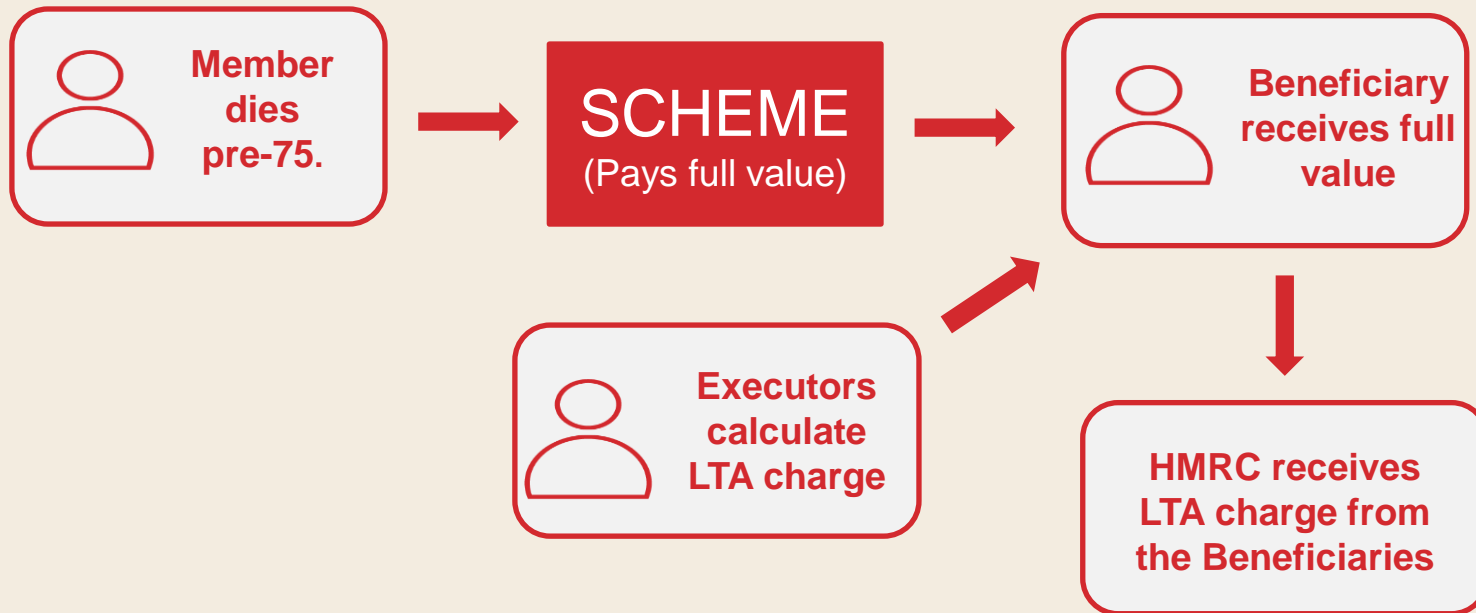 Member
dies
pre-75.
SCHEME
(Pays full value)
Beneficiary
receives full
value
Executors
calculate
LTA charge
HMRC receives
LTA charge from
the Beneficiaries